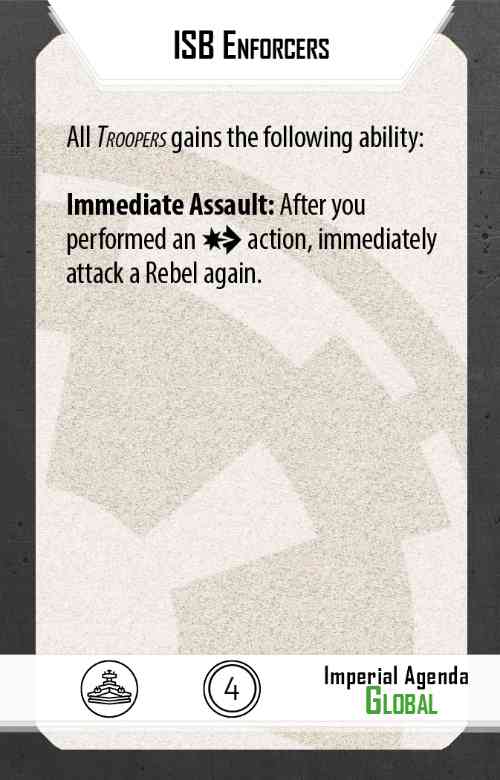 ISB Enforcers
All Troopers gains the following ability:
Immediate Assault: After you
performed an action, immediately
attack a Rebel again.
4
Imperial Agenda
Global